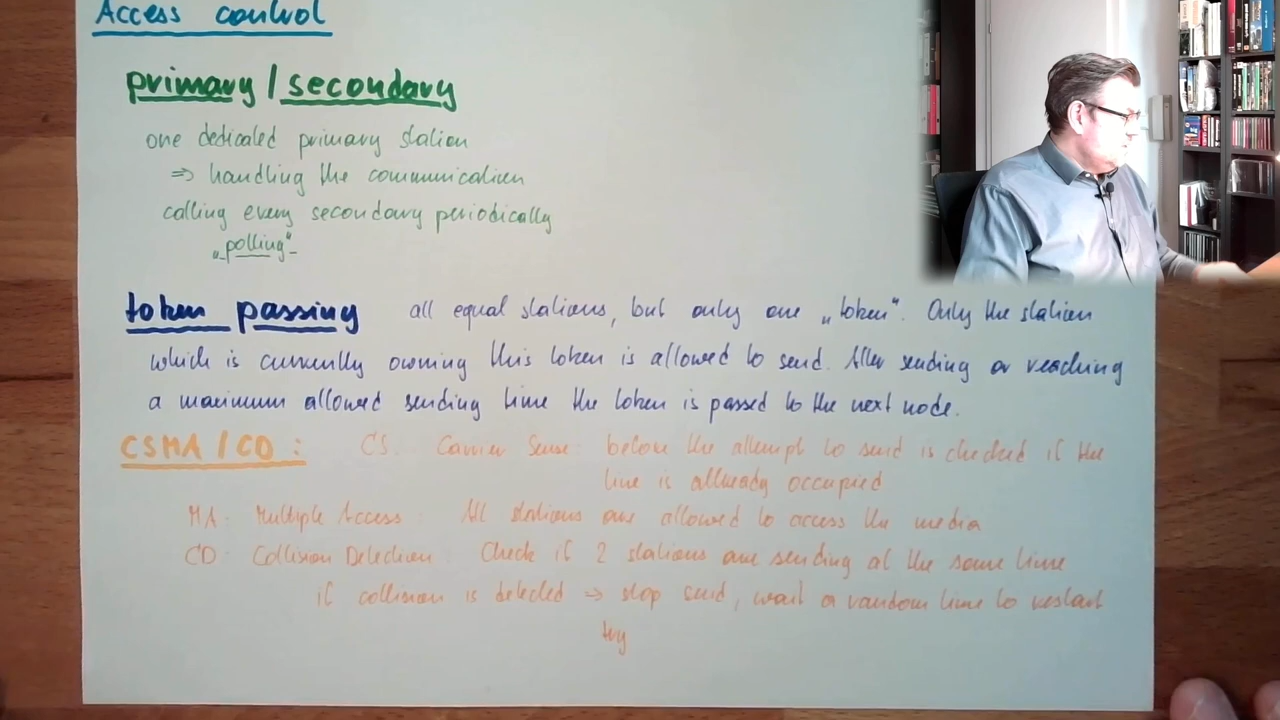 Access control
primary / secondary
one dedicated primary station
⇒ handling the communication
calling every secondary periodically
„polling“
token passing all equal stations, but only one „token“. Only the station
which is currently owning this token is allowed to send. After sending or reaching
a maximum allowed sending time the token is passed to the next node.
CSMA / CD : CS Carrier Sense before the attempt to send is checked if the
line is allready occupied
MA. Multiple Access : All stations are allowed to access the media
CD Collision Detection Check if 2 stations are sending at the same time
if collision is detected ⇒ stop send, wait a random time to restart
try